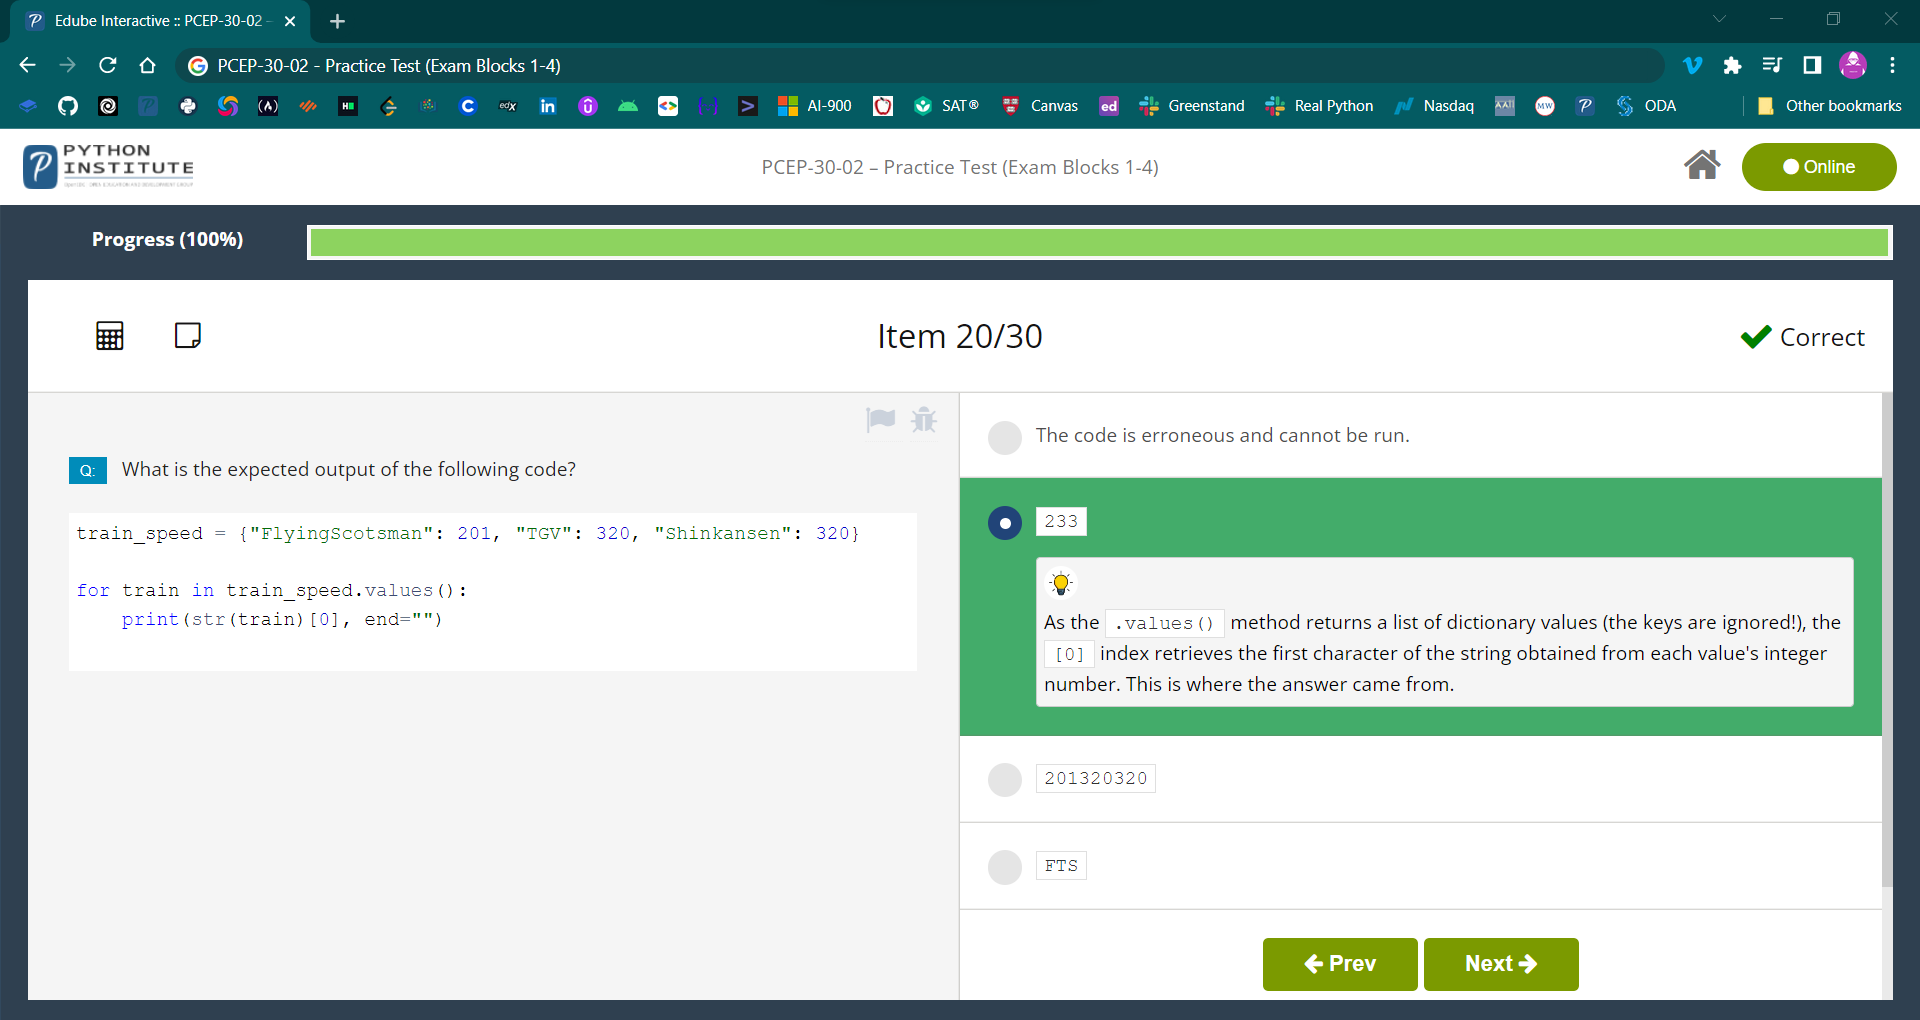 Edube Interactive :: PCEP-30-02 -
PCEP-30-02 - Practice Test (Exam Blocks 1-4)
AI-900
SAT®
Canvas
ed
Greenstand
Real Python
Nasdaq
ODA
Other bookmarks
PYTHON
INSTITUTE
PCEP-30-02 – Practice Test (Exam Blocks 1-4)
Online
Progress (100%)
Item 20/30
Correct
Q: What is the expected output of the following code?
train_speed = {"FlyingScotsman": 201, "TGV": 320, "Shinkansen": 320}
for train in train_speed.values():
    print(str(train)[0], end="")
The code is erroneous and cannot be run.
233
As the .values() method returns a list of dictionary values (the keys are ignored!), the
[0] index retrieves the first character of the string obtained from each value's integer
number. This is where the answer came from.
201320320
FTS
Prev
Next